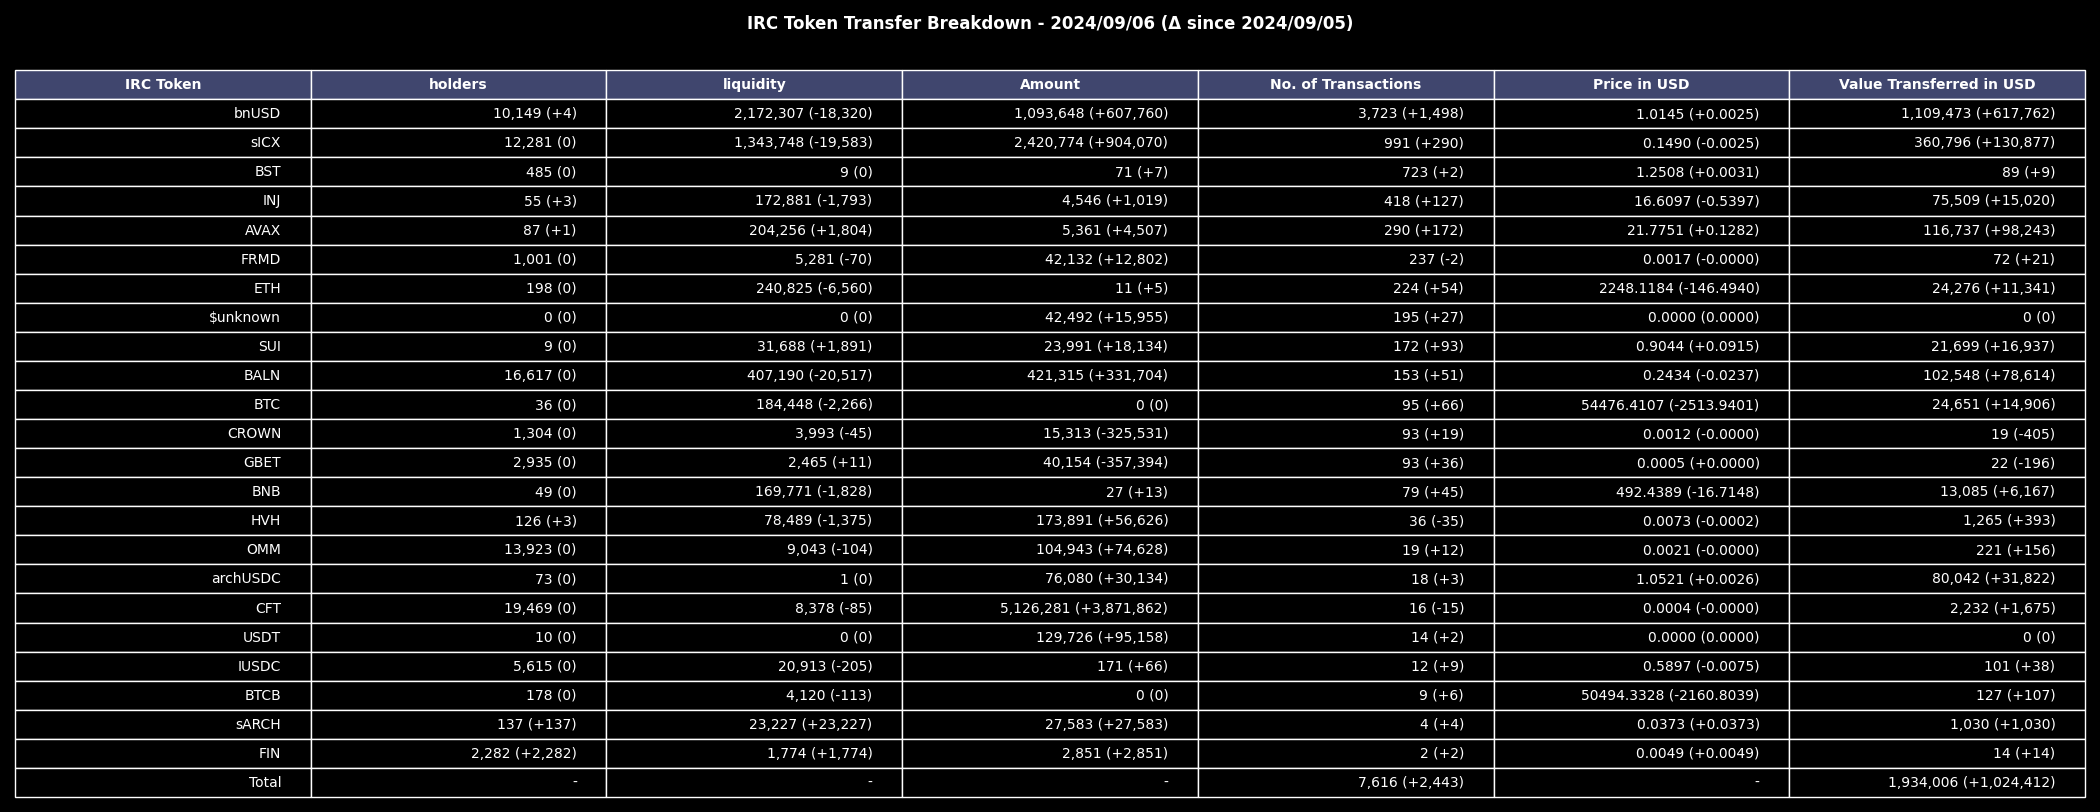 IRC Token Transfer Breakdown - 2024/09/06 (Δ since 2024/09/05)
IRC Token holders liquidity Amount No. of Transactions Price in USD Value Transferred in USD
bnUSD 10,149 (+4) 2,172,307 (-18,320) 1,093,648 (+607,760) 3,723 (+1,498) 1.0145 (+0.0025) 1,109,473 (+617,762)
sICX 12,281 (0) 1,343,748 (-19,583) 2,420,774 (+904,070) 991 (+290) 0.1490 (-0.0025) 360,796 (+130,877)
BST 485 (0) 9 (0) 71 (+7) 723 (+2) 1.2508 (+0.0031) 89 (+9)
INJ 55 (+3) 172,881 (-1,793) 4,546 (+1,019) 418 (+127) 16.6097 (-0.5397) 75,509 (+15,020)
AVAX 87 (+1) 204,256 (+1,804) 5,361 (+4,507) 290 (+172) 21.7751 (+0.1282) 116,737 (+98,243)
FRMD 1,001 (0) 5,281 (-70) 42,132 (+12,802) 237 (-2) 0.0017 (-0.0000) 72 (+21)
ETH 198 (0) 240,825 (-6,560) 11 (+5) 224 (+54) 2248.1184 (-146.4940) 24,276 (+11,341)
$unknown 0 (0) 0 (0) 42,492 (+15,955) 195 (+27) 0.0000 (0.0000) 0 (0)
SUI 9 (0) 31,688 (+1,891) 23,991 (+18,134) 172 (+93) 0.9044 (+0.0915) 21,699 (+16,937)
BALN 16,617 (0) 407,190 (-20,517) 421,315 (+331,704) 153 (+51) 0.2434 (-0.0237) 102,548 (+78,614)
BTC 36 (0) 184,448 (-2,266) 0 (0) 95 (+66) 54476.4107 (-2513.9401) 24,651 (+14,906)
CROWN 1,304 (0) 3,993 (-45) 15,313 (-325,531) 93 (+19) 0.0012 (-0.0000) 19 (-405)
GBET 2,935 (0) 2,465 (+11) 40,154 (-357,394) 93 (+36) 0.0005 (+0.0000) 22 (-196)
BNB 49 (0) 169,771 (-1,828) 27 (+13) 79 (+45) 492.4389 (-16.7148) 13,085 (+6,167)
HVH 126 (+3) 78,489 (-1,375) 173,891 (+56,626) 36 (-35) 0.0073 (-0.0002) 1,265 (+393)
OMM 13,923 (0) 9,043 (-104) 104,943 (+74,628) 19 (+12) 0.0021 (-0.0000) 221 (+156)
archUSDC 73 (0) 1 (0) 76,080 (+30,134) 18 (+3) 1.0521 (+0.0026) 80,042 (+31,822)
CFT 19,469 (0) 8,378 (-85) 5,126,281 (+3,871,862) 16 (-15) 0.0004 (-0.0000) 2,232 (+1,675)
USDT 10 (0) 0 (0) 129,726 (+95,158) 14 (+2) 0.0000 (0.0000) 0 (0)
IUSDC 5,615 (0) 20,913 (-205) 171 (+66) 12 (+9) 0.5897 (-0.0075) 101 (+38)
BTCB 178 (0) 4,120 (-113) 0 (0) 9 (+6) 50494.3328 (-2160.8039) 127 (+107)
sARCH 137 (+137) 23,227 (+23,227) 27,583 (+27,583) 4 (+4) 0.0373 (+0.0373) 1,030 (+1,030)
FIN 2,282 (+2,282) 1,774 (+1,774) 2,851 (+2,851) 2 (+2) 0.0049 (+0.0049) 14 (+14)
Total - - - 7,616 (+2,443) - 1,934,006 (+1,024,412)